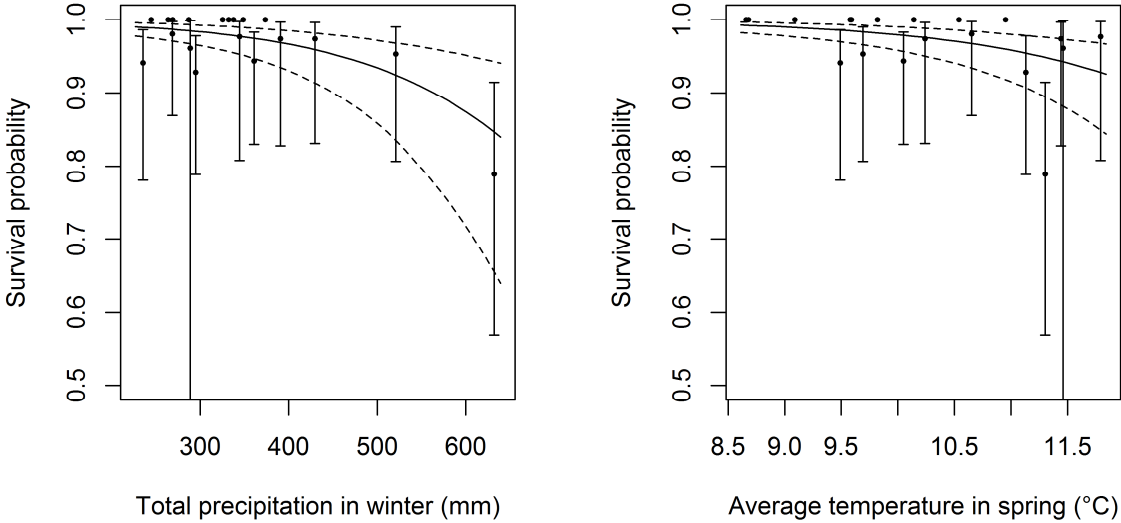 Survival probability
1.0
0.9
0.8
0.7
0.6
0.5
300 400 500 600
Total precipitation in winter (mm)
Survival probability
1.0
0.9
0.8
0.7
0.6
0.5
8.5 9.0 9.5 10.5 11.5
Average temperature in spring (°C)